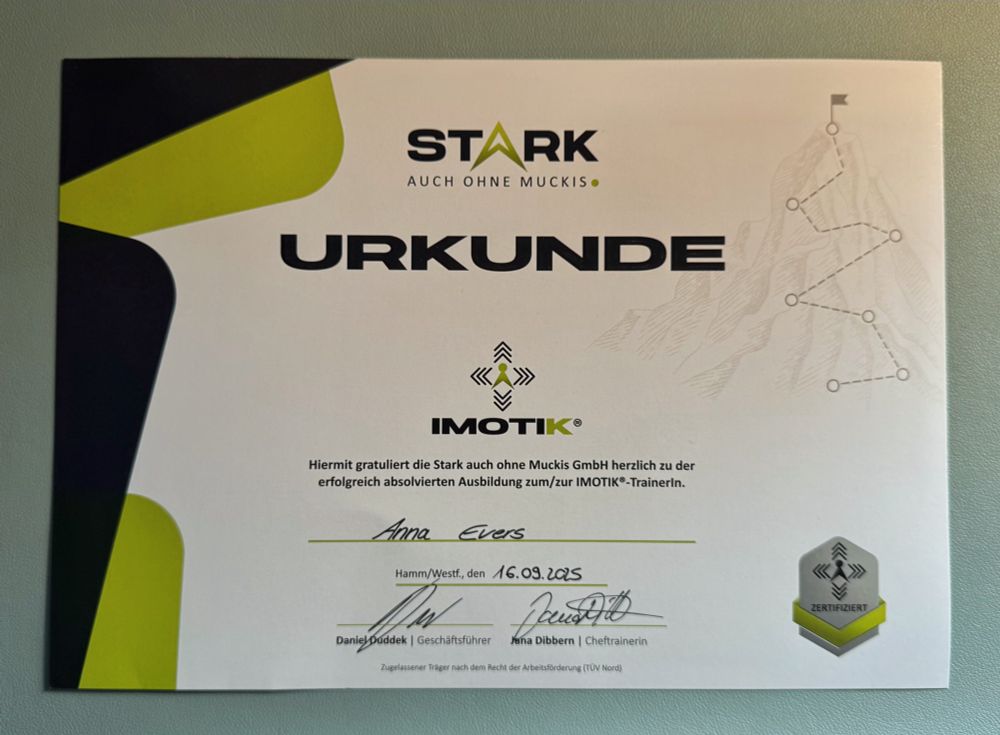 STARK
AUCH OHNE MUCKIS
URKUNDE
IMOTIK®
Hiermit gratuliert die Stark auch ohne Muckis GmbH herzlich zu der
erfolgreich absolvierten Ausbildung zum/zur IMOTIK®-TrainerIn.
Anna Evers
Hamm/Westf., den 16.09.2025
Daniel Duddek | Geschäftsführer Jana Dibbern | Cheftrainerin
Zugelassener Träger nach dem Recht der Arbeitsförderung (TÜV Nord)
ZERTIFIZIERT